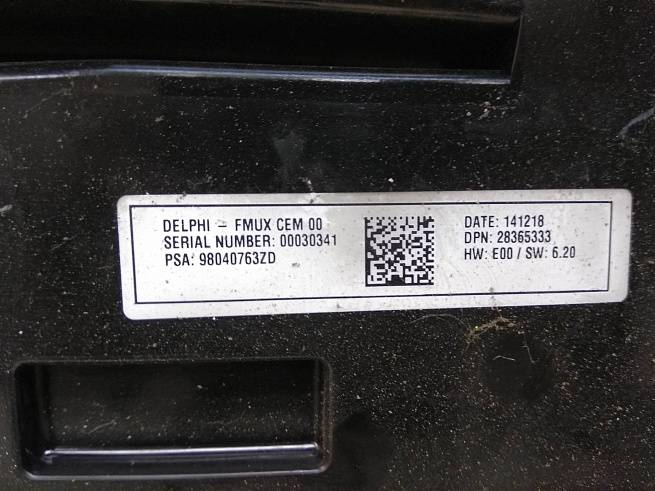 DELPHI - FMUX CEM 00
SERIAL NUMBER: 00030341
PSA: 98040763ZD
DATE: 141218
DPN: 28365333
HW: E00 / SW: 6.20